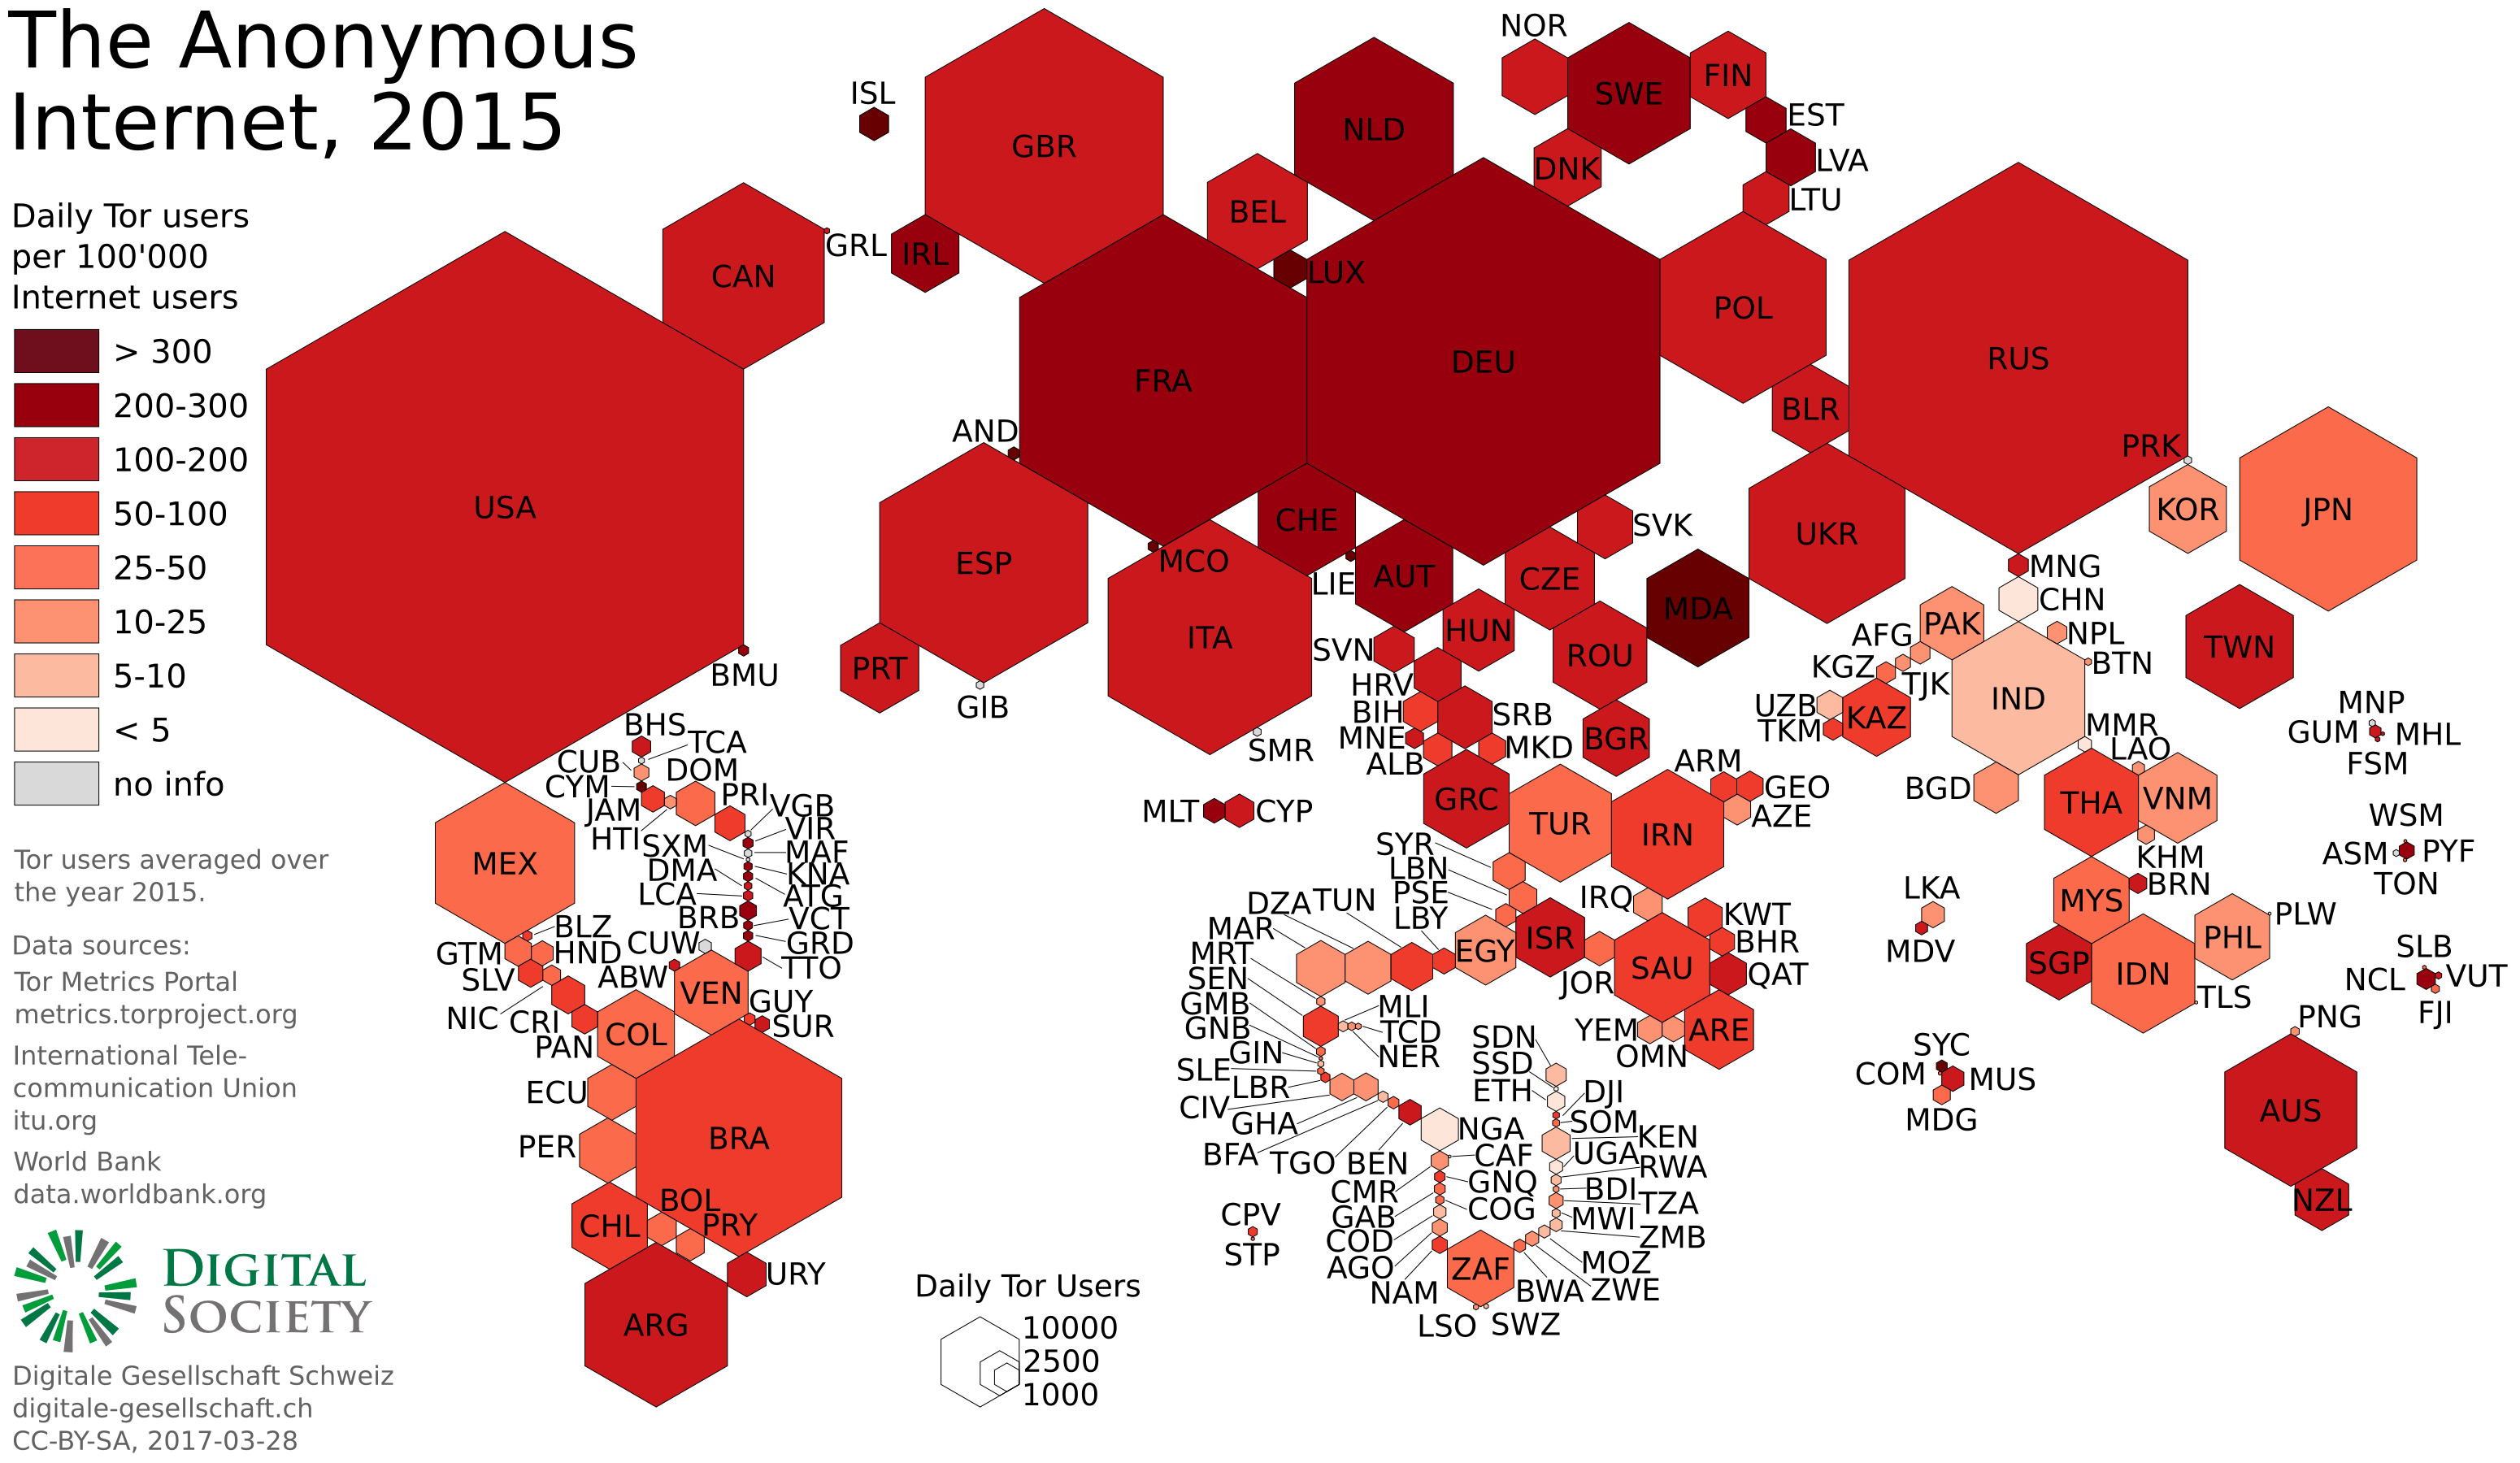 The Anonymous
Internet, 2015
Daily Tor users
per 100'000
Internet users
> 300
200-300
100-200
50-100
25-50
10-25
5-10
< 5
no info
Tor users averaged over
the year 2015.
Data sources:
Tor Metrics Portal
metrics.torproject.org
International Tele-
communication Union
itu.org
World Bank
data.worldbank.org
DIGITAL
SOCIETY
Digitale Gesellschaft Schweiz
digitale-gesellschaft.ch
CC-BY-SA, 2017-03-28
USA
CAN
GRL
BMU
MEX
BHS
TCA
CUB
DOM
CYM
JAM
PRI
VGB
HTI
VIR
SXM
MAF
DMA
KNA
LCA
ATG
BRB
VCT
GRD
TTO
BLZ
GTM
HND
CUW
SLV
ABW
NIC
CRI
PAN
VEN
GUY
SUR
COL
ECU
PER
BRA
BOL
PRY
CHL
URY
ARG
ISL
GBR
IRL
NLD
BEL
LUX
NOR
SWE
FIN
EST
LVA
LTU
DNK
FRA
DEU
POL
BLR
RUS
AND
ESP
PRT
GIB
MCO
ITA
SMR
CHE
LIE
AUT
CZE
SVK
UKR
MDA
HUN
ROU
SVN
HRV
BIH
SRB
MNE
MKD
ALB
BGR
GRC
MLT
CYP
TUR
ARM
GEO
AZE
IRN
SYR
LBN
PSE
LBY
IRQ
KWT
BHR
QAT
ISR
JOR
SAU
YEM
OMN
ARE
EGY
DZA
TUN
MAR
MRT
SEN
GMB
GNB
GIN
SLE
LBR
CIV
GHA
BFA
TGO
BEN
MLI
TCD
NER
NGA
CAF
CMR
GNQ
GAB
COG
COD
AGO
NAM
ZAF
LSO
SWZ
BWA
ZWE
MOZ
ZMB
MWI
TZA
BDI
RWA
UGA
KEN
SOM
DJI
ETH
SSD
SDN
CPV
STP
PRK
KOR
JPN
MNG
CHN
PAK
AFG
KGZ
TJK
UZB
TKM
KAZ
NPL
BTN
IND
BGD
MMR
LAO
THA
VNM
KHM
BRN
MYS
SGP
IDN
PHL
PLW
TLS
TWN
LKA
MDV
SYC
COM
MUS
MDG
MNP
GUM
MHL
FSM
WSM
ASM
PYF
TON
SLB
NCL
VUT
FJI
PNG
AUS
NZL
Daily Tor Users
10000
2500
1000